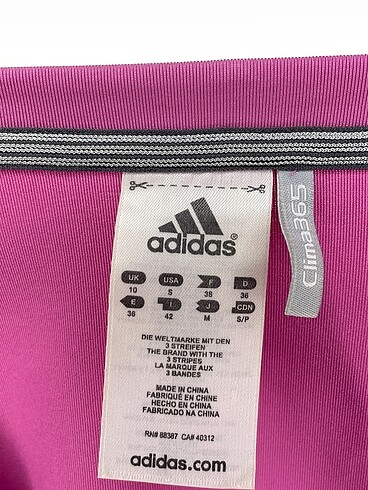 adidas®
UK USA F D
10 S 38 36
E I J CDN
36 42 M S/P
DIE WELTMARKE MIT DEN
3 STREIFEN
THE BRAND WITH THE
3 STRIPES
LA MARQUE AUX
3 BANDES
MADE IN CHINA
FABRIQUÉ EN CHINE
HECHO EN CHINA
FABRICADO NA CHINA
RN# 88387 CA# 40312
adidas.com
Clima365